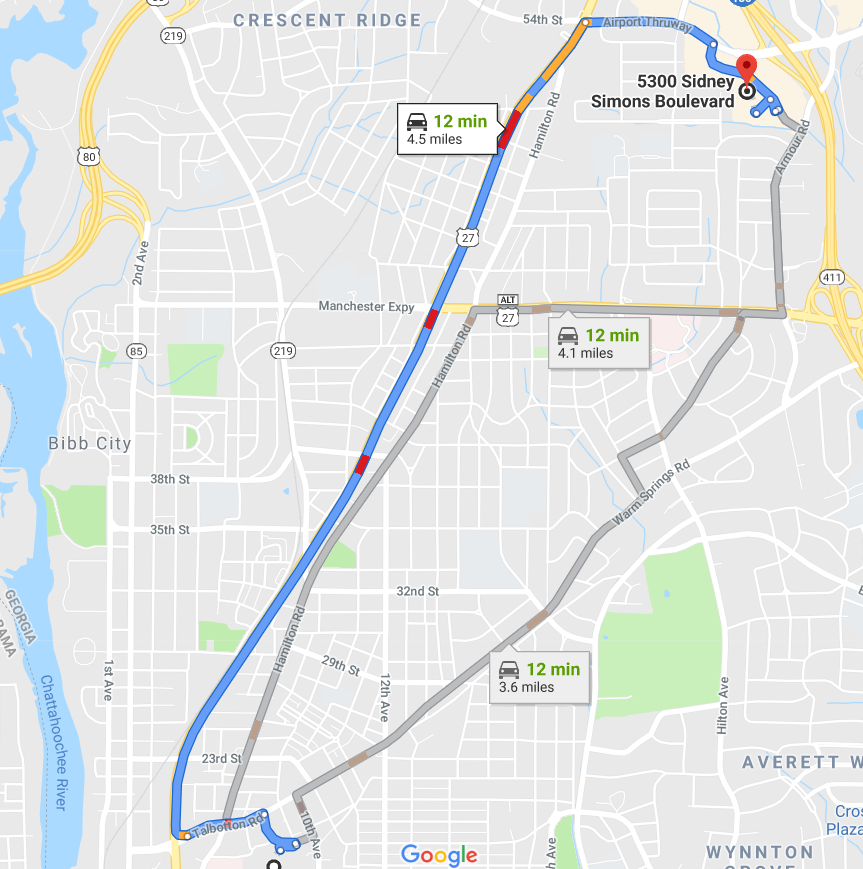 CRESCENT RIDGE
54th St
Airport Thruway
219
80
5300 Sidney
Simons Boulevard
12 min
4.5 miles
Hamilton Rd
Armour Rd
27
2nd Ave
411
Manchester Expy
ALT
27
12 min
4.1 miles
85
219
Hamilton Rd
Bibb City
38th St
Warm Springs Rd
35th St
32nd St
GEORGIA
Hamilton Rd
29th St
12 min
3.6 miles
1st Ave
12th Ave
Hilton Ave
Chattahoochee River
23rd St
AVERETT W
Talbotton Rd
10th Ave
Cros
Plaza
Google
h Ave
WYNNTON
GROVE